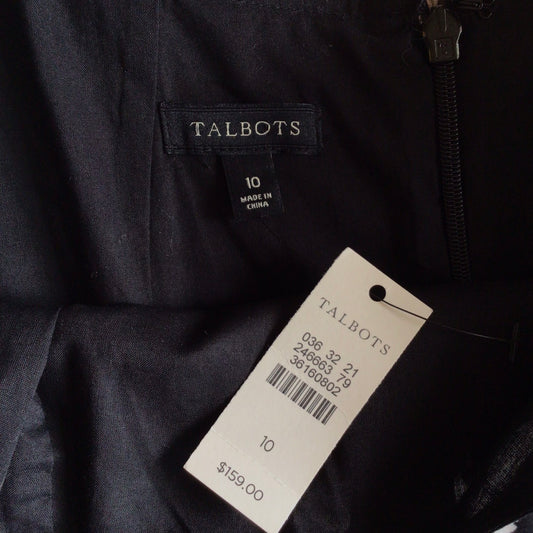 TALBOTS
10
MADE IN
CHINA
TALBOTS
036 32 21
246663 79
36160802
10
$159.00